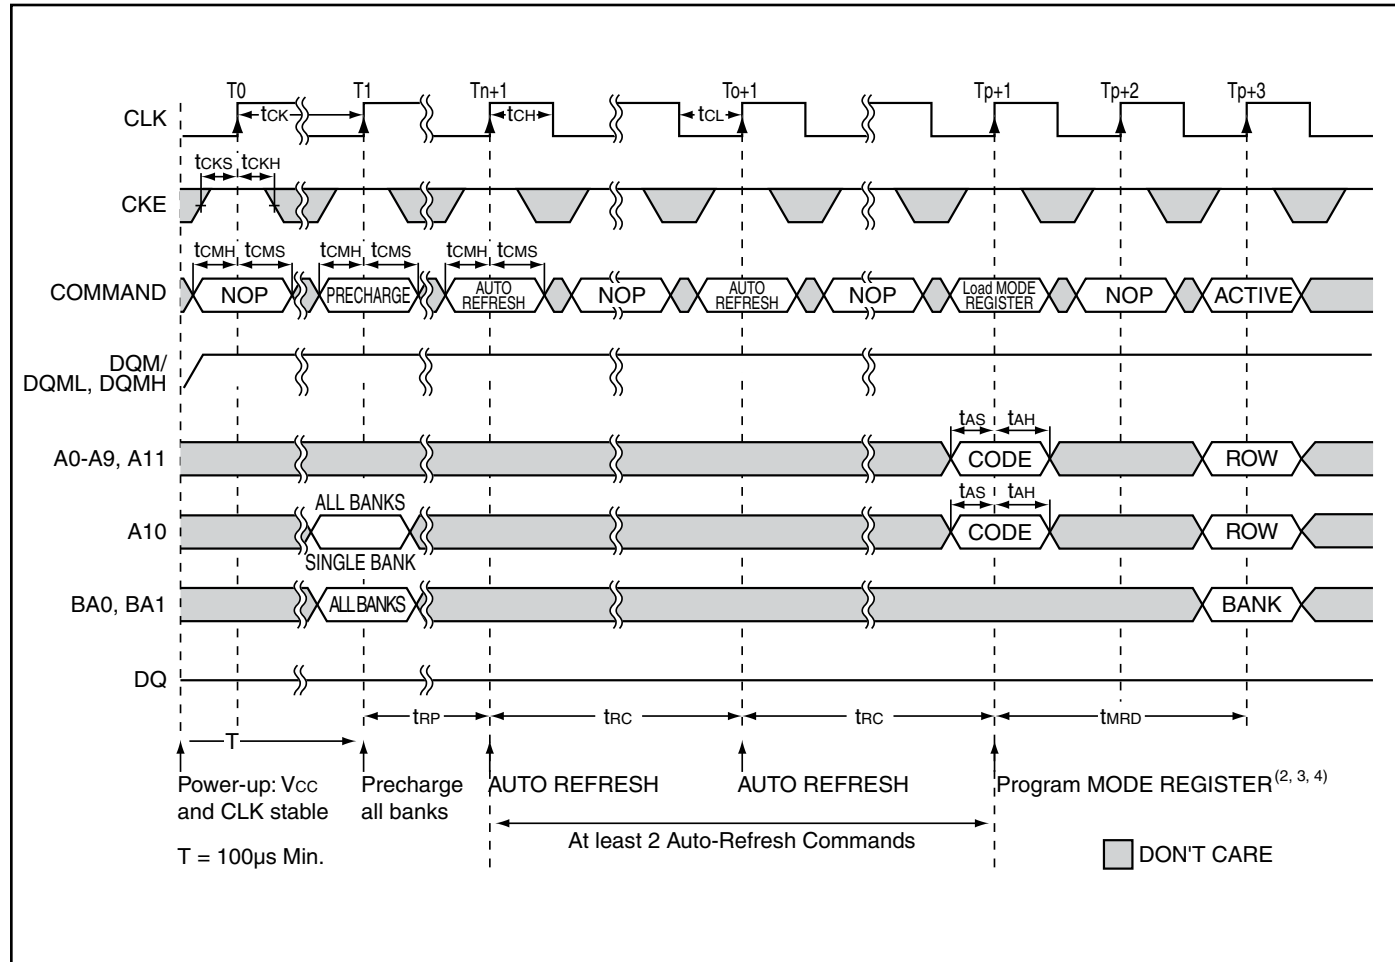 T0 T1 Tn+1 To+1 Tp+1 Tp+2 Tp+3
CLK tCK tCH tCL
tCKS tCKH
CKE
tCMH tCMS tCMH tCMS tCMH tCMS
COMMAND NOP PRECHARGE AUTO REFRESH NOP AUTO REFRESH NOP Load MODE REGISTER NOP ACTIVE
DQM/
DQML, DQMH
tAS tAH
A0-A9, A11 CODE ROW
ALL BANKS tAS tAH
A10 CODE ROW
SINGLE BANK
BA0, BA1 ALL BANKS BANK
DQ
tRP tRC tRC tMRD
T
Power-up: VCC
and CLK stable
Precharge
all banks
AUTO REFRESH
AUTO REFRESH
Program MODE REGISTER(2, 3, 4)
At least 2 Auto-Refresh Commands
T = 100µs Min.
DON'T CARE